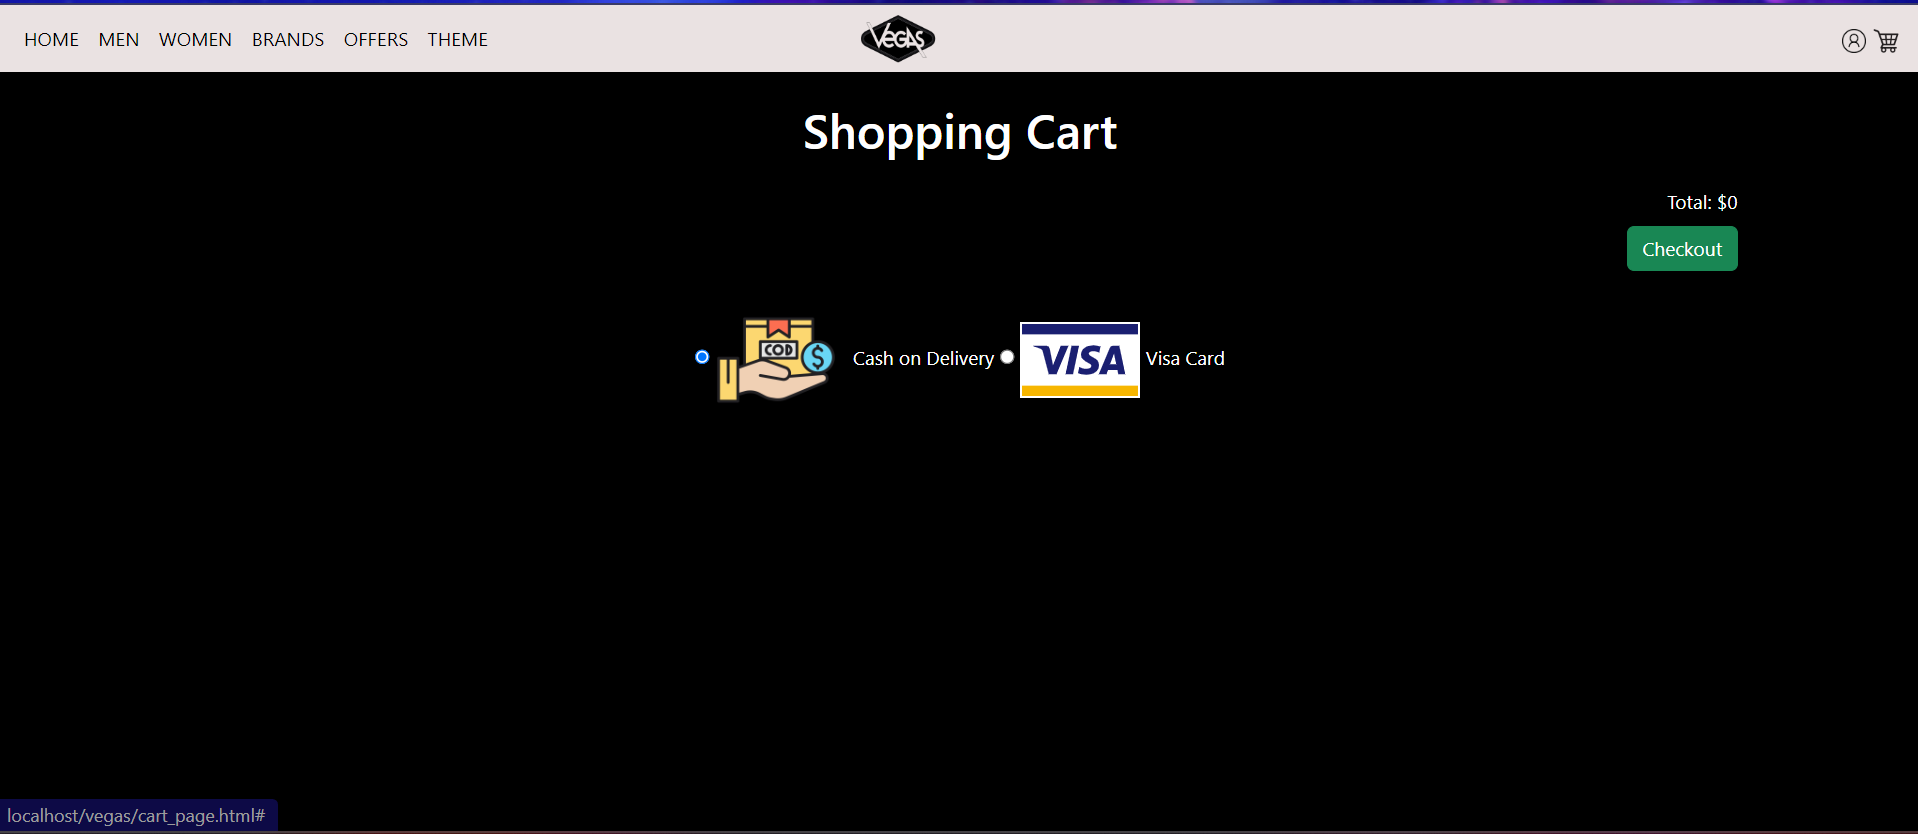 HOME MEN WOMEN BRANDS OFFERS THEME
VEGAS
Shopping Cart
Total: $0
Checkout
COD $
Cash on Delivery
VISA
Visa Card
localhost/vegas/cart_page.html#